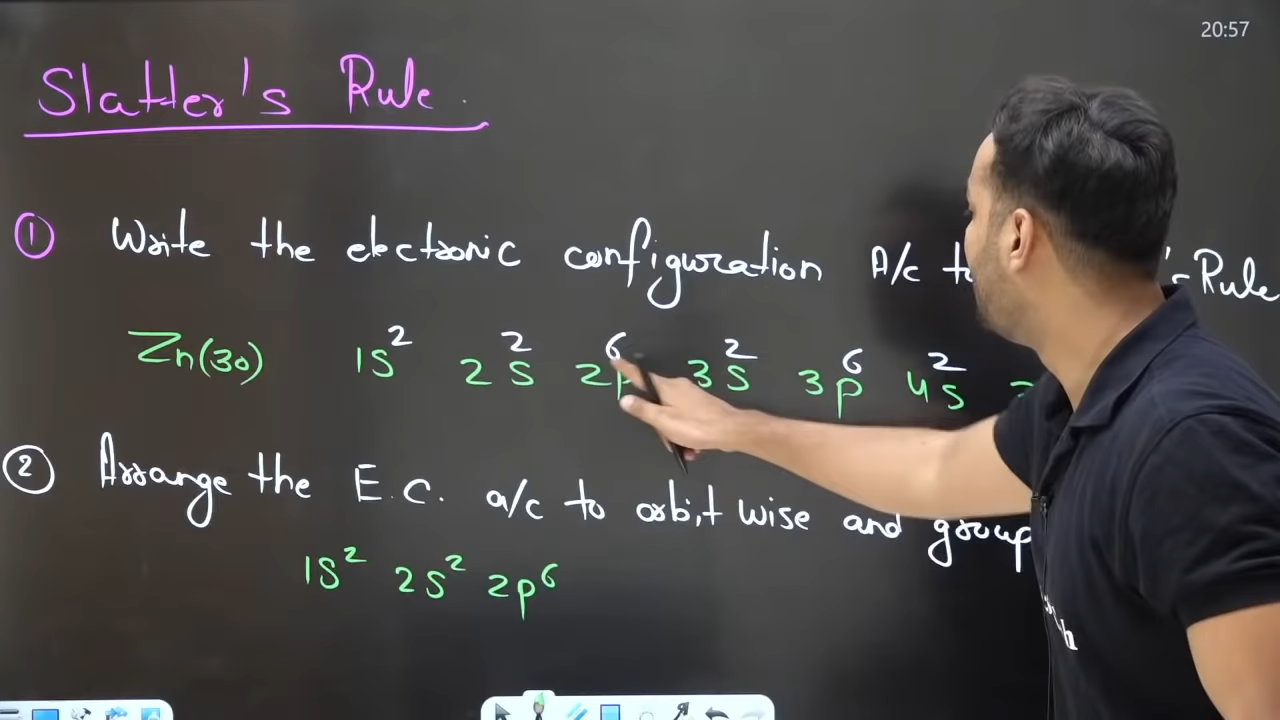 20:57
Slatter's Rule.
① Write the electronic configuration A/c to 's-Rule
Zn(30) 1s² 2s² 2p⁶ 3s² 3p⁶ 4s²
② Arrange the E.C. a/c to orbit wise and group
1s² 2s² 2p⁶